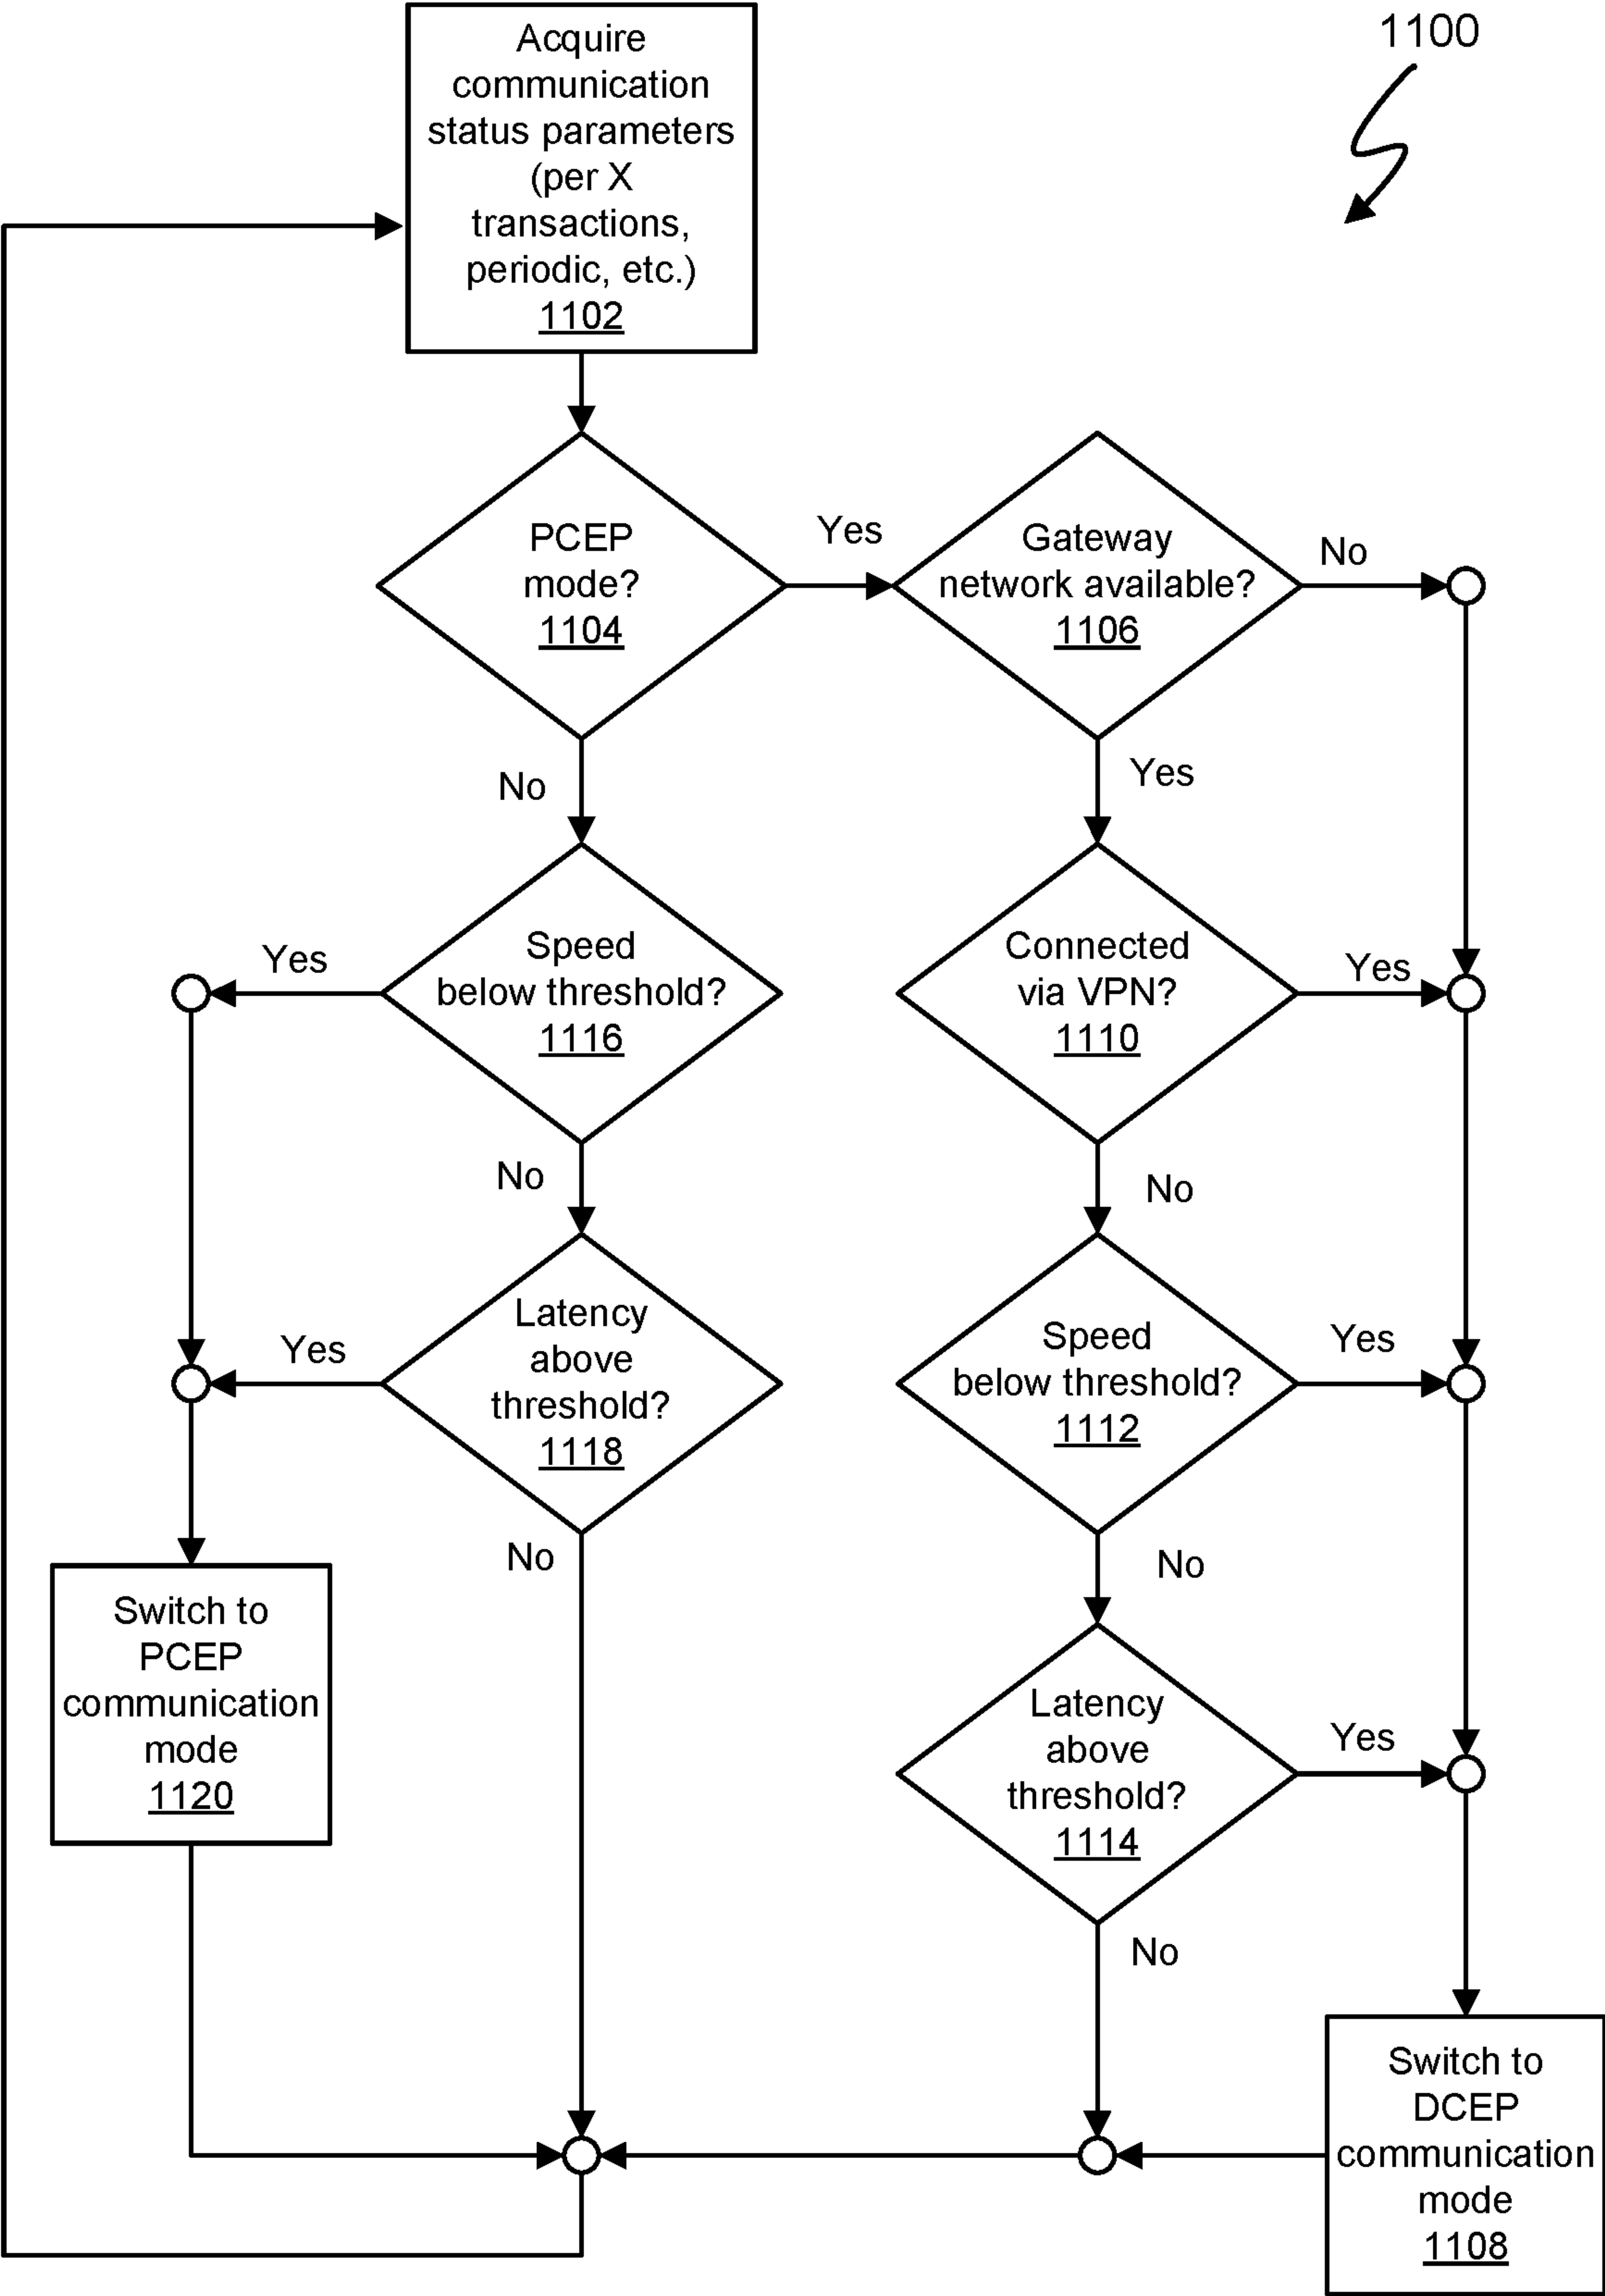 1100
Acquire
communication
status parameters
(per X
transactions,
periodic, etc.)
1102
PCEP
mode?
1104
Yes
Gateway
network available?
1106
No
No
Yes
Speed
below threshold?
1116
Yes
Connected
via VPN?
1110
Yes
No
No
Latency
above
threshold?
1118
Yes
Speed
below threshold?
1112
Yes
No
No
Switch to
PCEP
communication
mode
1120
Latency
above
threshold?
1114
Yes
No
Switch to
DCEP
communication
mode
1108